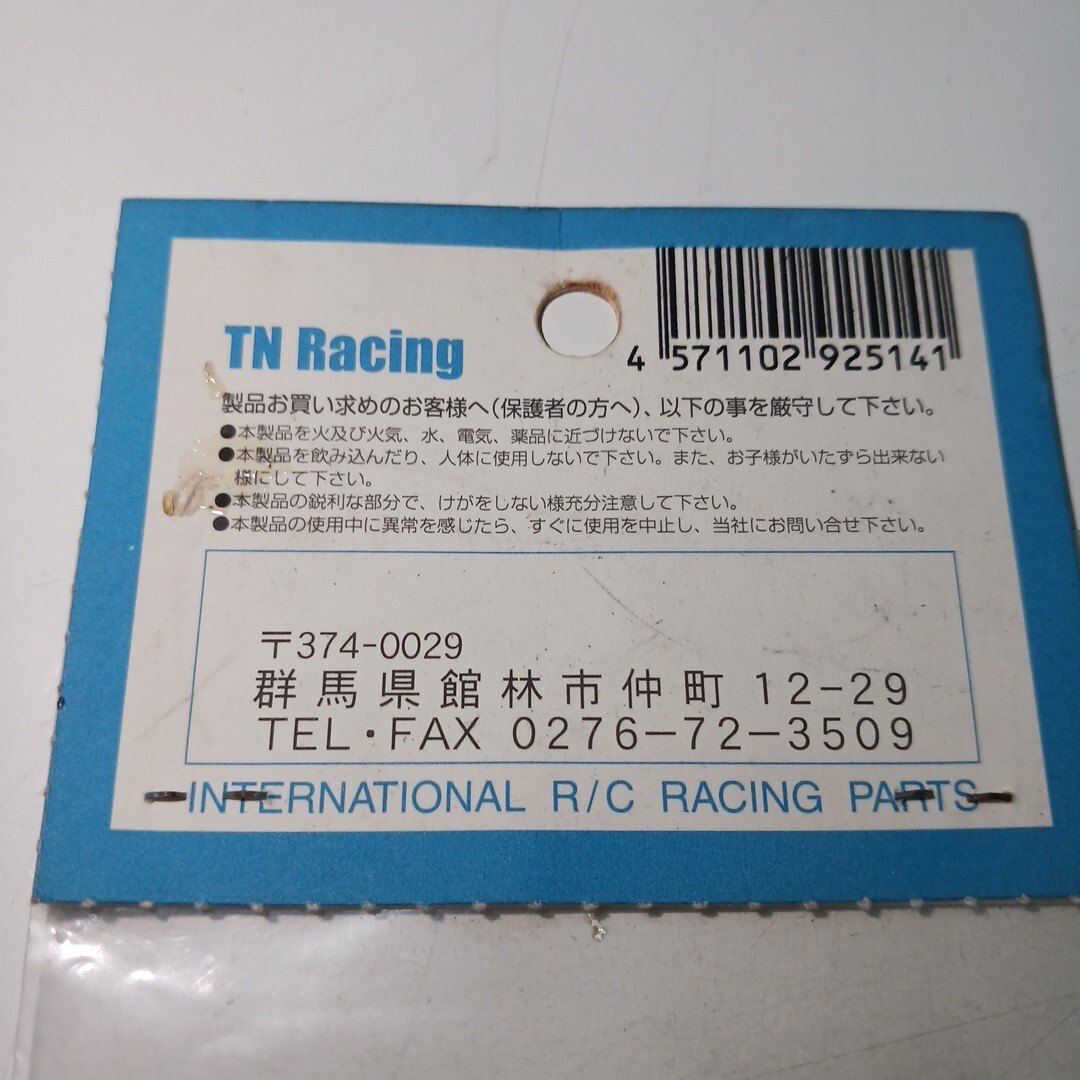 4 571102 925141
TN Racing
製品お買い求めのお客様へ(保護者の方へ)、以下の事を厳守して下さい。
●本製品を火及び火気、水、電気、薬品に近づけないで下さい。
●本製品を飲み込んだり、人体に使用しないで下さい。また、お子様がいたずら出来ない
様にして下さい。
●本製品の鋭利な部分で、けがをしない様充分注意して下さい。
●本製品の使用中に異常を感じたら、すぐに使用を中止し、当社にお問い合せ下さい。
〒374-0029
群馬県館林市仲町12-29
TEL・FAX 0276-72-3509
INTERNATIONAL R/C RACING PARTS